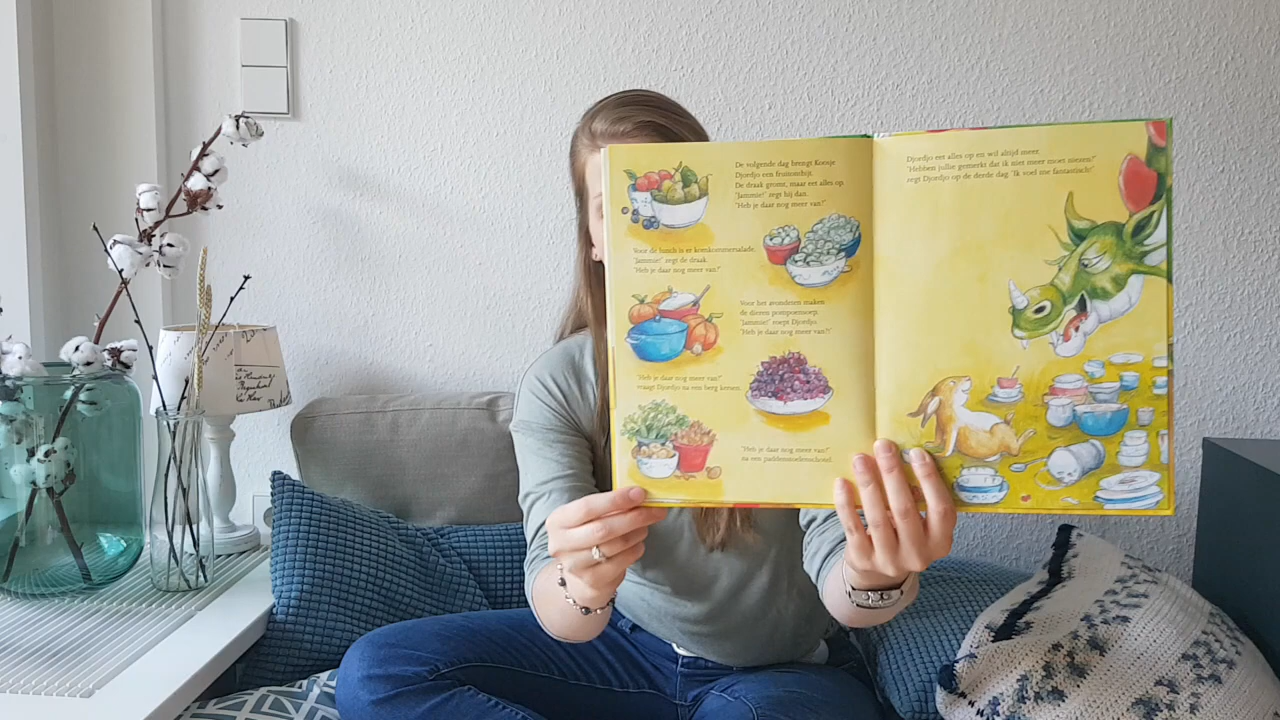 De volgende dag brengt Koosje
Djordjo een fruitontbijt.
De draak gromt, maar eet alles op.
'Jammie!' zegt hij dan.
'Heb je daar nog meer van?'
Voor de lunch is er komkommersalade.
'Jammie!' zegt de draak.
'Heb je daar nog meer van?'
Voor het avondeten maken
de dieren pompoensoep.
'Jammie!' roept Djordjo.
'Heb je daar nog meer van?!'
'Heb je daar nog meer van?'
vraagt Djordjo na een berg kersen.
'Heb je daar nog meer van?'
na een paddenstoelenschotel.
Djordjo eet alles op en wil altijd meer.
'Hebben jullie gemerkt dat ik niet meer moet niezen?'
zegt Djordjo op de derde dag. 'Ik voel me fantastisch!'